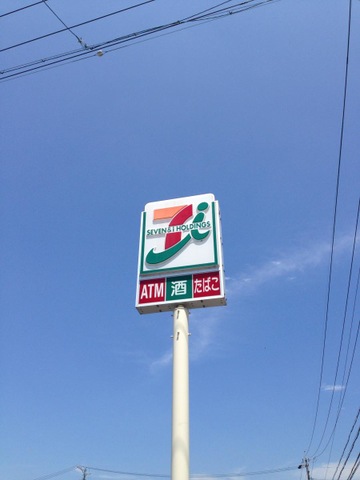 SEVEN & i HOLDINGS
ATM 酒 たばこ